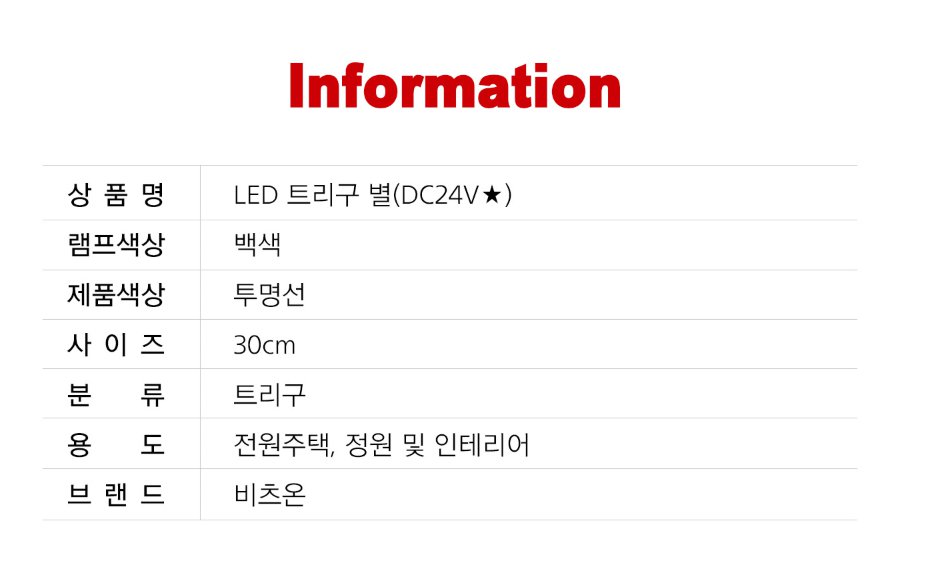 Information
상 품 명 LED 트리구 별(DC24V★)
램프색상 백색
제품색상 투명선
사 이 즈 30cm
분 류 트리구
용 도 전원주택, 정원 및 인테리어
브 랜 드 비츠온